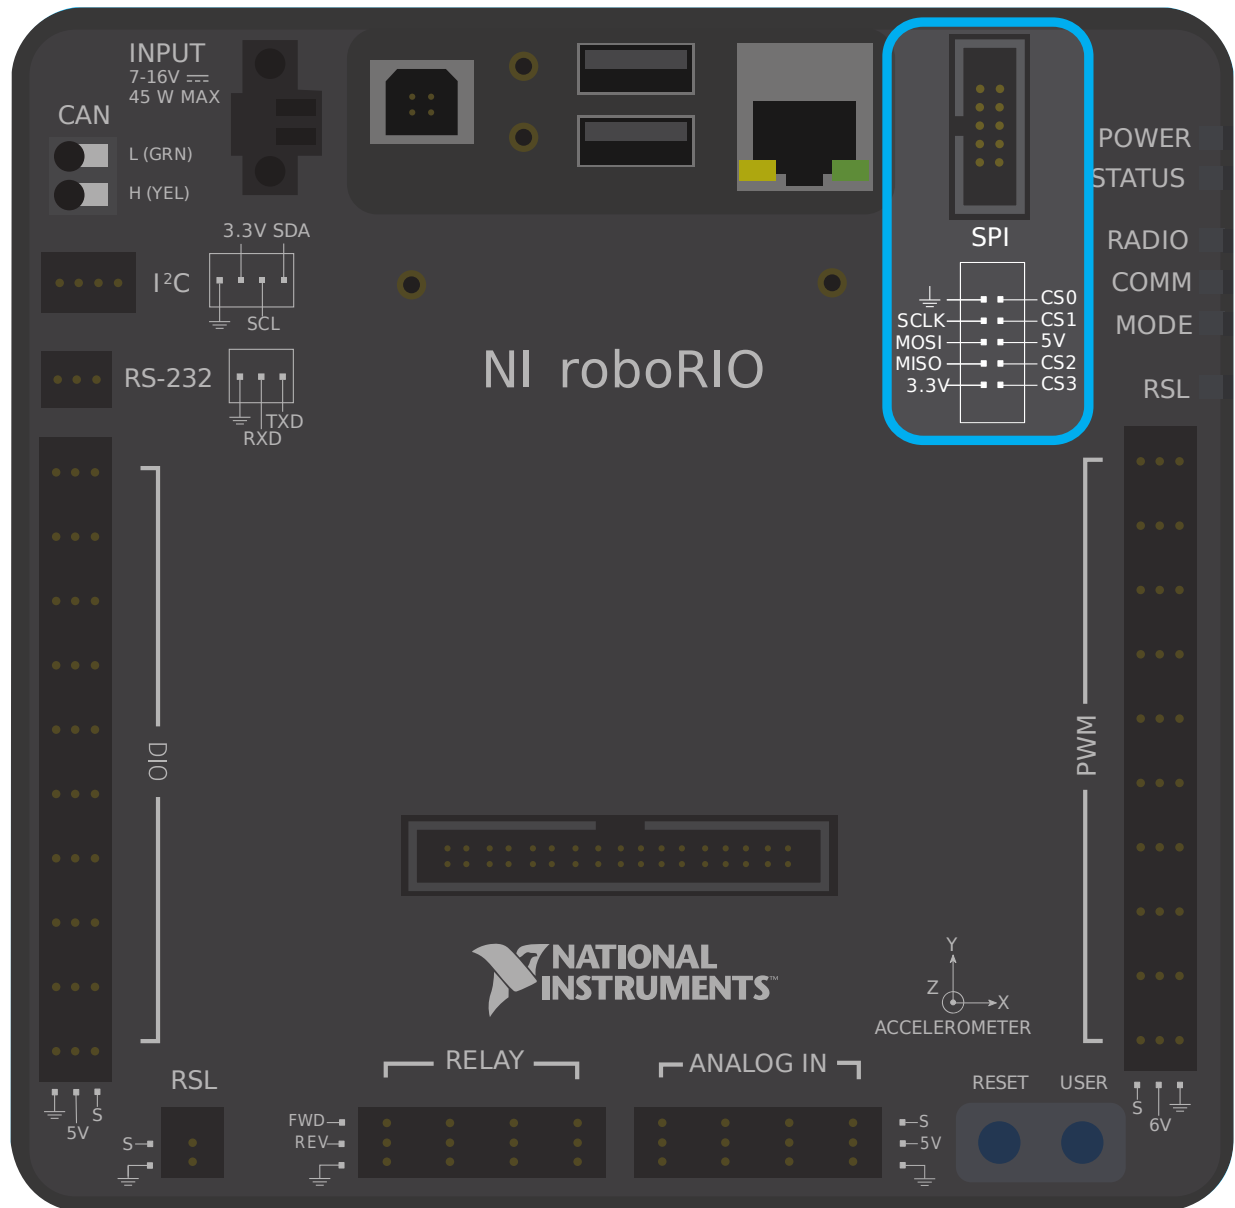 INPUT
7-16V
45 W MAX
CAN
L (GRN)
H (YEL)
3.3V SDA
I²C
SCL
RS-232
TXD
RXD
NI roboRIO
SPI
CS0
SCLK
CS1
MOSI
5V
MISO
CS2
3.3V
CS3
POWER
STATUS
RADIO
COMM
MODE
RSL
DIO
PWM
NATIONAL
INSTRUMENTS™
Y
Z
X
ACCELEROMETER
RSL
RELAY
ANALOG IN
RESET
USER
S
5V
S
6V
FWD
REV
S
S
5V